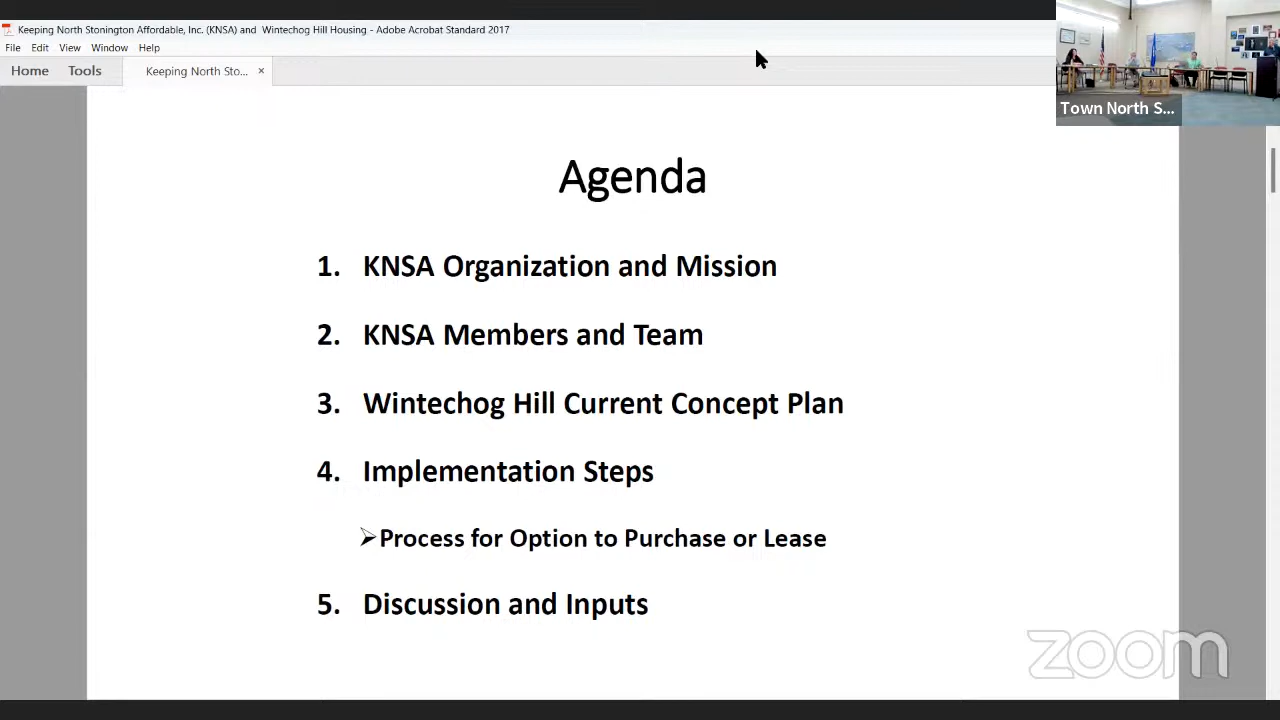 Keeping North Stonington Affordable, Inc. (KNSA) and  Wintechog Hill Housing - Adobe Acrobat Standard 2017
File Edit View Window Help
Home Tools Keeping North Sto... ×
Town North S...
Agenda
1. KNSA Organization and Mission
2. KNSA Members and Team
3. Wintechog Hill Current Concept Plan
4. Implementation Steps
➢Process for Option to Purchase or Lease
5. Discussion and Inputs
zoom